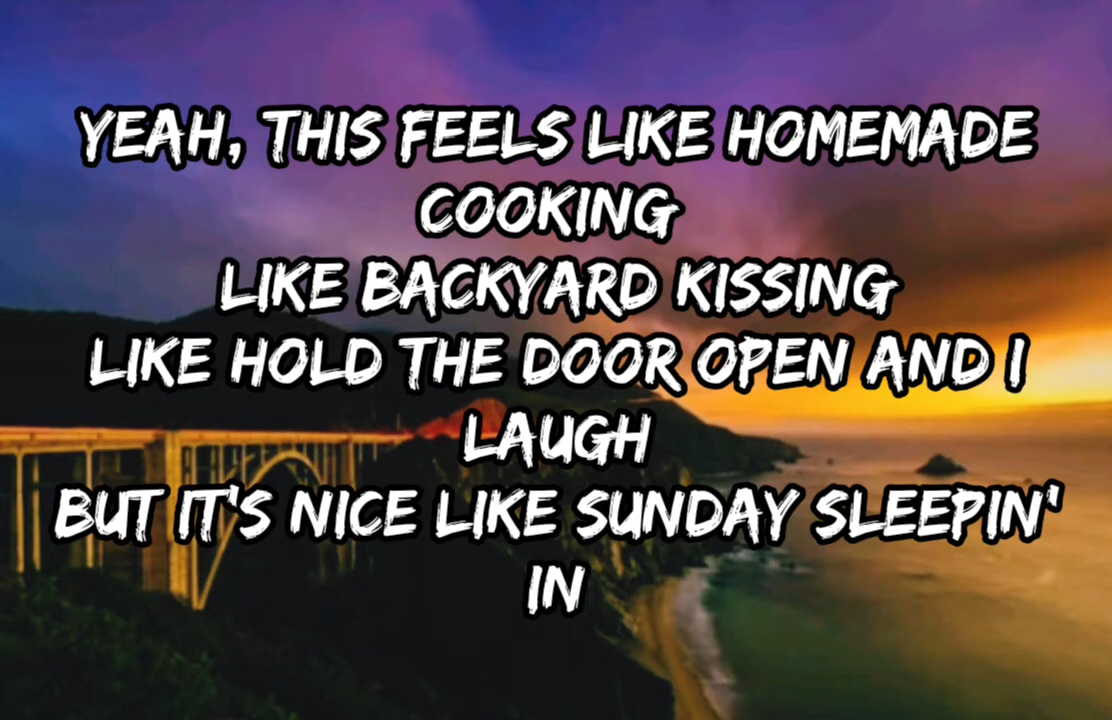 YEAH, THIS FEELS LIKE HOMEMADE
COOKING
LIKE BACKYARD KISSING
LIKE HOLD THE DOOR OPEN AND I
LAUGH
BUT IT'S NICE LIKE SUNDAY SLEEPIN'
IN